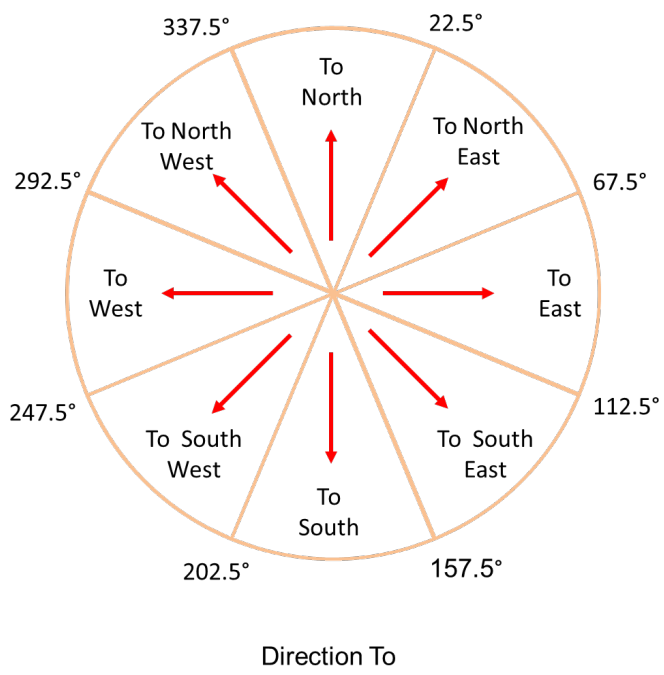 337.5°
22.5°
To
North
To North
West
To North
East
292.5°
67.5°
To
West
To
East
247.5°
112.5°
To  South
West
To  South
East
To
South
202.5°
157.5°
Direction To